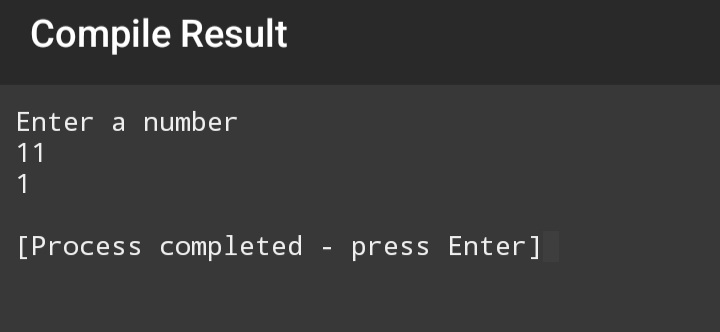 Compile Result
Enter a number
11
1
[Process completed - press Enter]